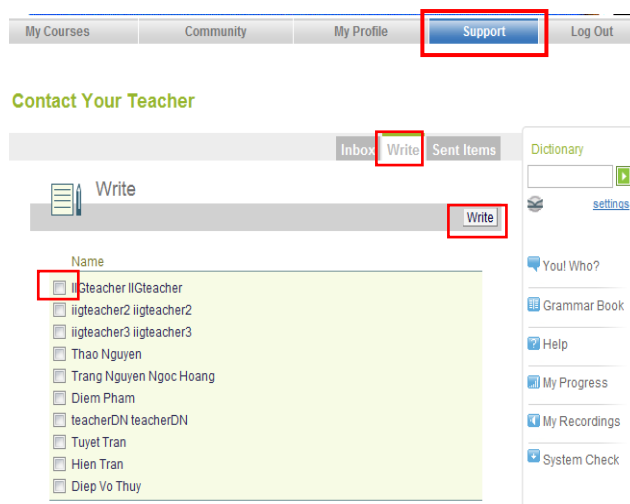 My Courses Community My Profile Support Log Out
Contact Your Teacher
Inbox Write Sent Items
Write
Write
Name
IIGteacher IIGteacher
iigteacher2 iigteacher2
iigteacher3 iigteacher3
Thao Nguyen
Trang Nguyen Ngoc Hoang
Diem Pham
teacherDN teacherDN
Tuyet Tran
Hien Tran
Diep Vo Thuy
Dictionary
settings
You! Who?
Grammar Book
Help
My Progress
My Recordings
System Check